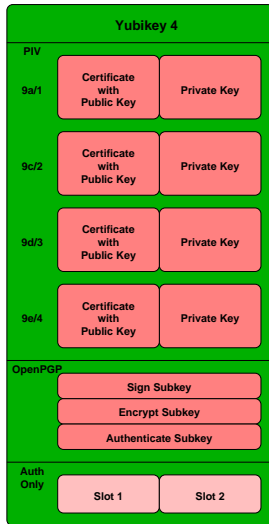 Yubikey 4
PIV
9a/1
Certificate
with
Public Key
Private Key
9c/2
Certificate
with
Public Key
Private Key
9d/3
Certificate
with
Public Key
Private Key
9e/4
Certificate
with
Public Key
Private Key
OpenPGP
Sign Subkey
Encrypt Subkey
Authenticate Subkey
Auth
Only
Slot 1
Slot 2